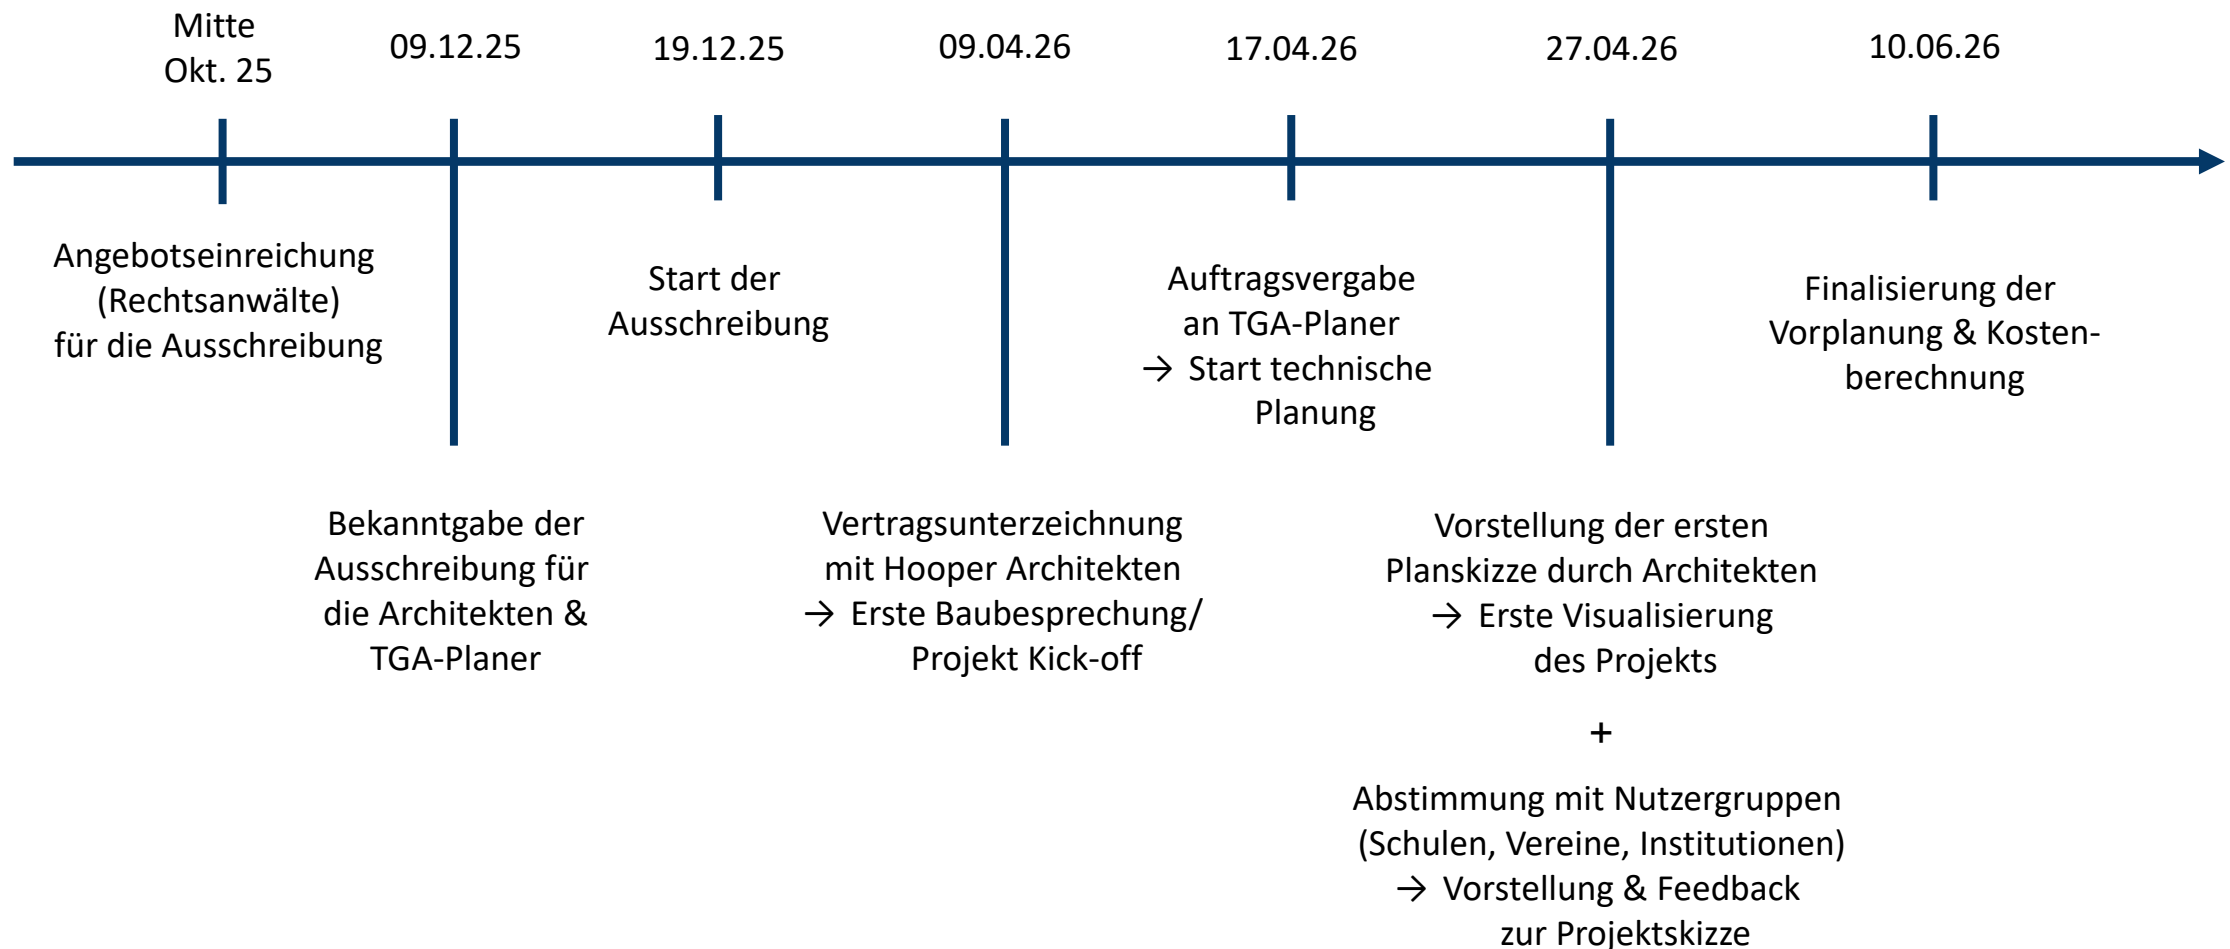 Mitte
Okt. 25
09.12.25
19.12.25
09.04.26
17.04.26
27.04.26
10.06.26
Angebotseinreichung
(Rechtsanwälte)
für die Ausschreibung
Start der
Ausschreibung
Auftragsvergabe
an TGA-Planer
→ Start technische
Planung
Finalisierung der
Vorplanung & Kosten-
berechnung
Bekanntgabe der
Ausschreibung für
die Architekten &
TGA-Planer
Vertragsunterzeichnung
mit Hooper Architekten
→ Erste Baubesprechung/
Projekt Kick-off
Vorstellung der ersten
Planskizze durch Architekten
→ Erste Visualisierung
des Projekts
+
Abstimmung mit Nutzergruppen
(Schulen, Vereine, Institutionen)
→ Vorstellung & Feedback
zur Projektskizze